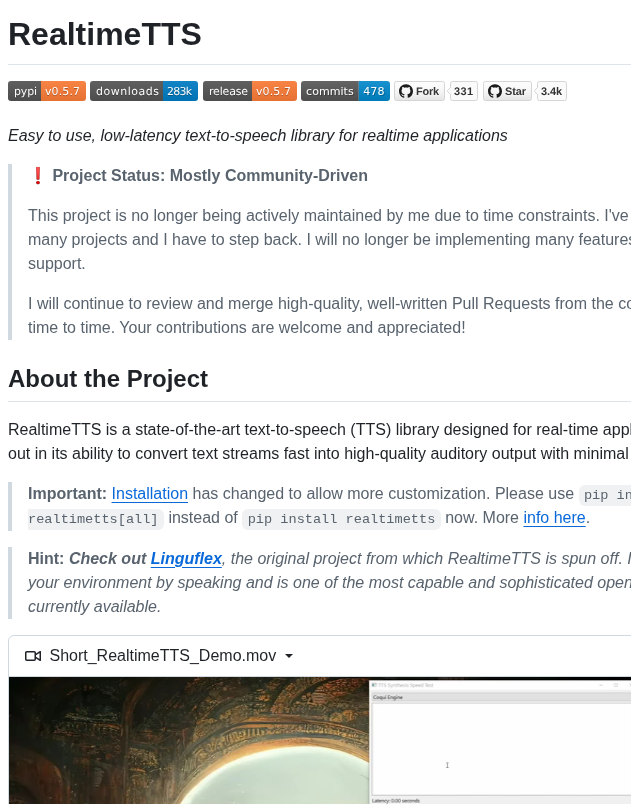 RealtimeTTS
pypi v0.5.7 downloads 283k release v0.5.7 commits 478 Fork 331 Star 3.4k
Easy to use, low-latency text-to-speech library for realtime applications
❗ Project Status: Mostly Community-Driven
This project is no longer being actively maintained by me due to time constraints. I've
many projects and I have to step back. I will no longer be implementing many features
support.
I will continue to review and merge high-quality, well-written Pull Requests from the co
time to time. Your contributions are welcome and appreciated!
About the Project
RealtimeTTS is a state-of-the-art text-to-speech (TTS) library designed for real-time appl
out in its ability to convert text streams fast into high-quality auditory output with minimal
Important: Installation has changed to allow more customization. Please use pip in
realtimetts[all] instead of pip install realtimetts now. More info here.
Hint: Check out Linguflex, the original project from which RealtimeTTS is spun off. I
your environment by speaking and is one of the most capable and sophisticated open
currently available.
Short_RealtimeTTS_Demo.mov
TTS Synthesis Speed Test
Coqui Engine
Latency: 0.00 seconds